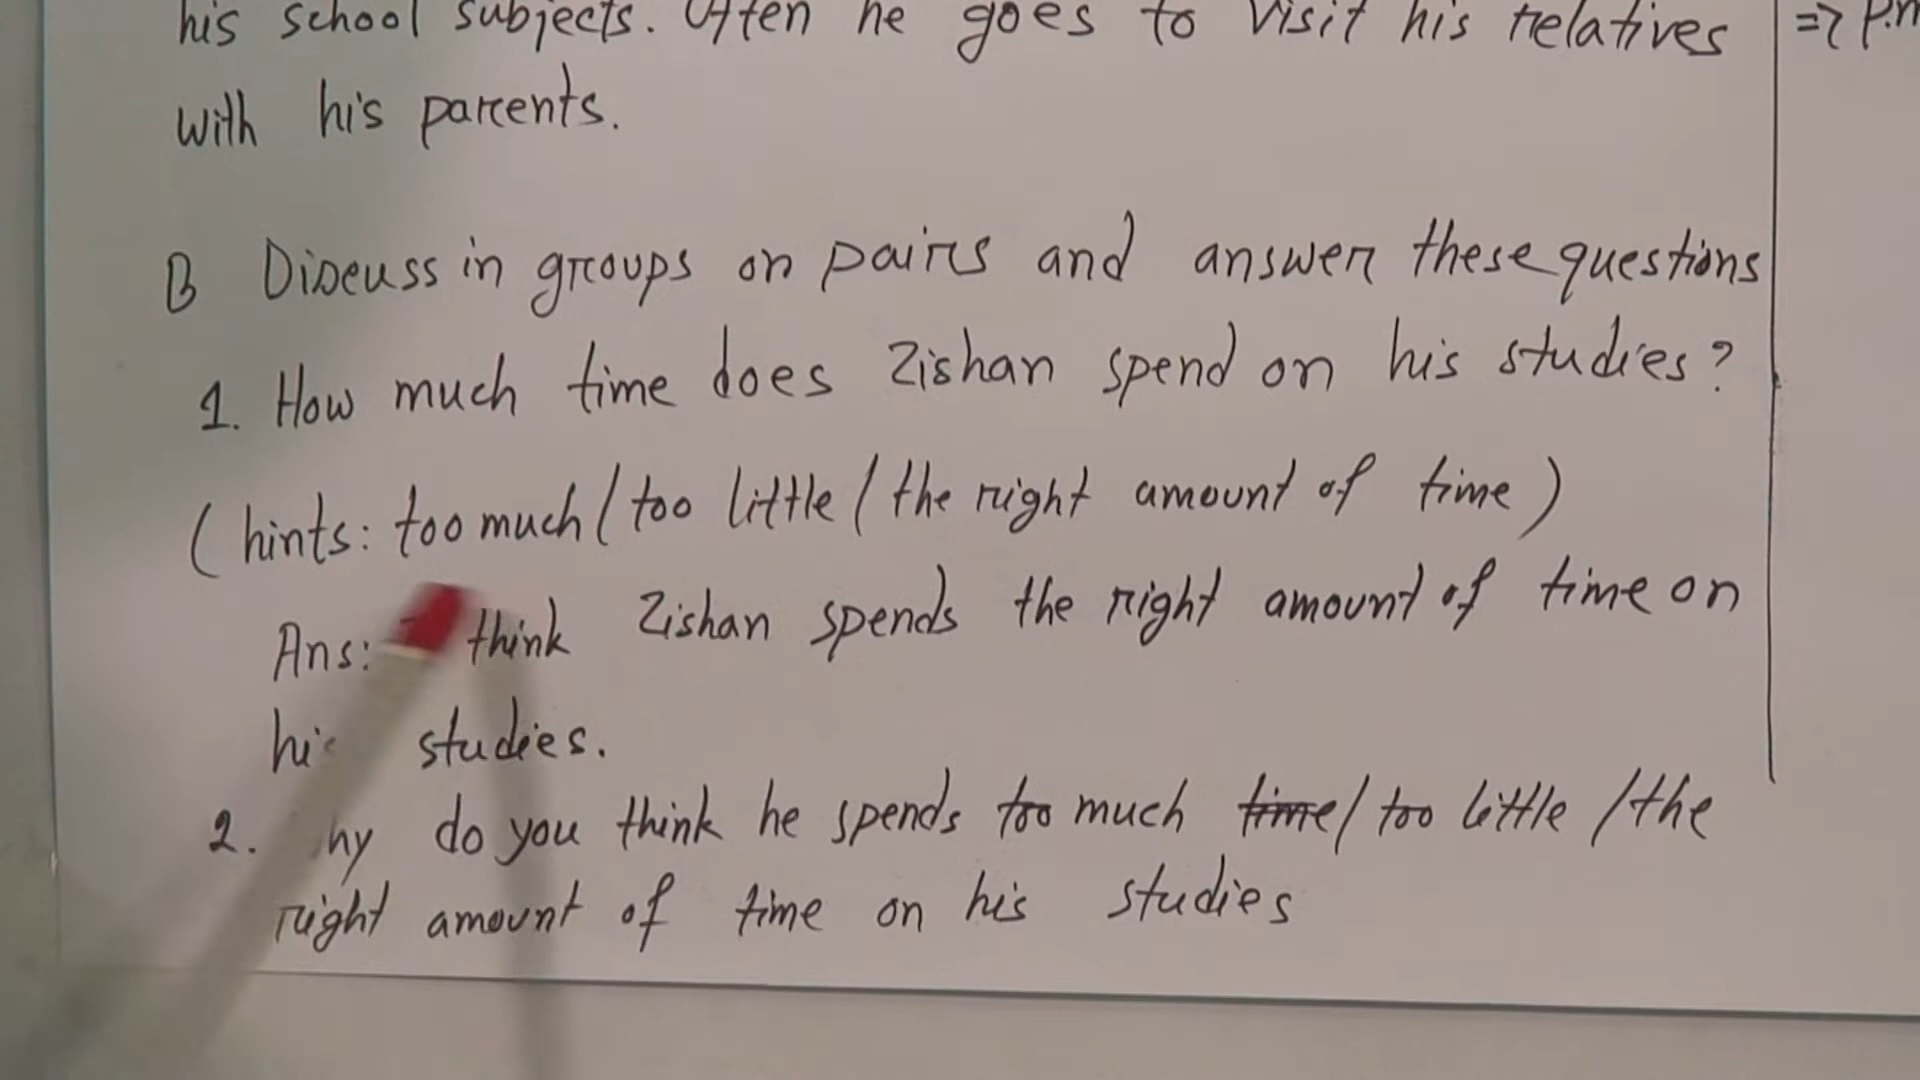 his school subjects. Often he goes to visit his relatives
with his parents.
B Discuss in groups or pairs and answer these questions
1. How much time does Zishan spend on his studies?
(hints: too much / too little / the right amount of time)
Ans: think Zishan spends the right amount of time on
his studies.
2. Why do you think he spends too much time / too little / the
right amount of time on his studies